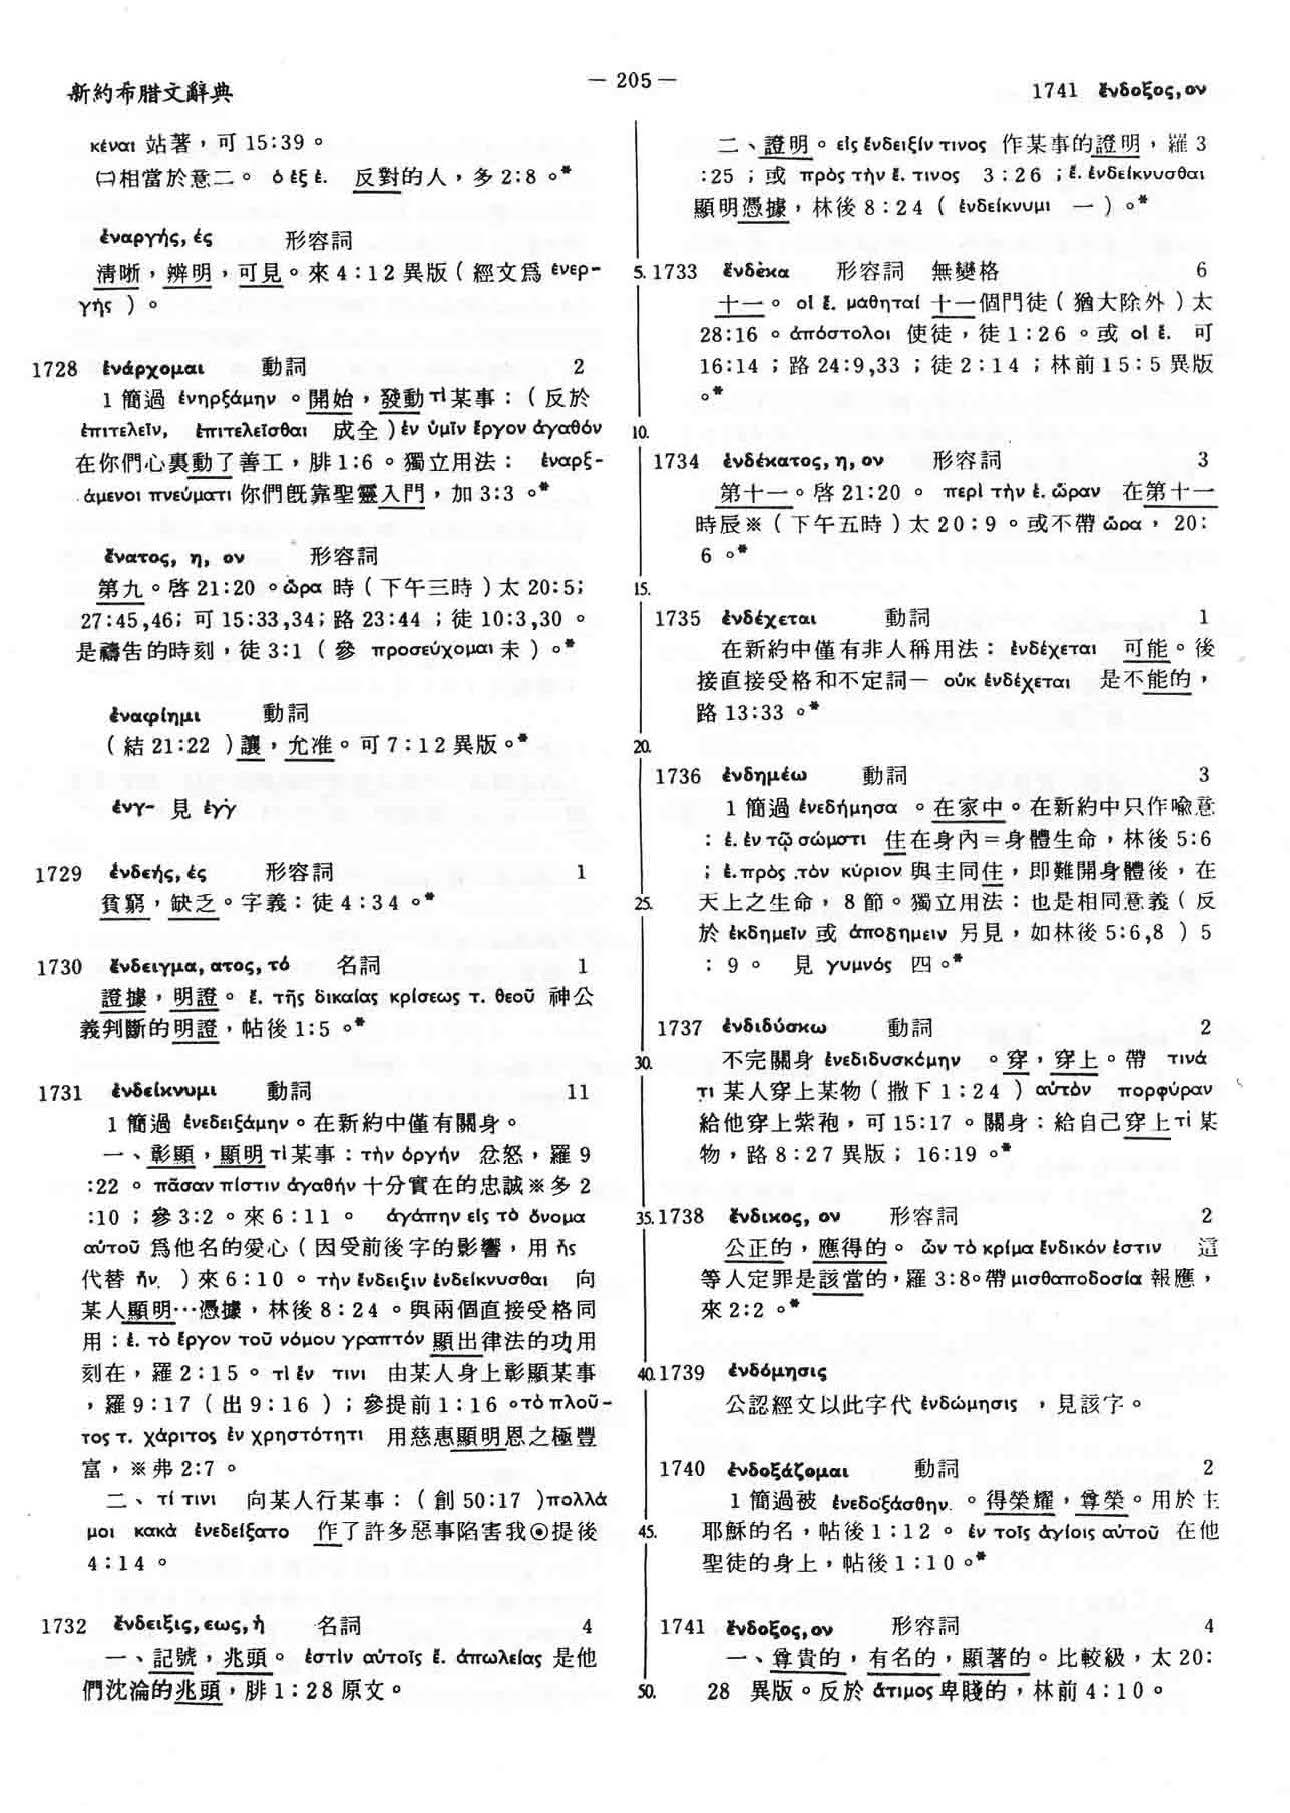 新約希腊文辭典
— 205 —
1741 ἔνδοξος, ον
κέναι 站著，可 15:39 。
㈡相當於意二。 ὁ ἐξ ἐ. 反對的人，多 2:8 。*
ἐναργής, ές 形容詞
清晰，辨明，可見。來 4:12 異版（經文爲 ἐνερ-
γής ）。
1728 ἐνάρχομαι 動詞 2
1 簡過 ἐνηρξάμην 。開始，發動 τὶ 某事：（反於
ἐπιτελεῖν, ἐπιτελεῖσθαι 成全 ) ἐν ὑμῖν ἔργον ἀγαθόν
在你們心裏動了善工，腓 1:6 。獨立用法： ἐναρξ-
άμενοι πνεύματι 你們旣靠聖靈入門，加 3:3 。*
ἔνατος, η, ον 形容詞
第九。啓 21:20 。ὥρα 時（下午三時）太 20:5;
27:45,46; 可 15:33,34; 路 23:44 ；徒 10:3,30 。
是禱告的時刻，徒 3:1 （參 προσεύχομαι 未）。*
ἐναφίημι 動詞
（結 21:22 ）讓，允准。可 7:12 異版。*
ἐνγ- 見 ἐγγ
1729 ἐνδεής, ές 形容詞 1
貧窮，缺乏。字義：徒 4:34 。*
1730 ἔνδειγμα, ατος, τό 名詞 1
證據，明證。 ἔ. τῆς δικαίας κρίσεως τ. θεοῦ 神公
義判斷的明證，帖後 1:5 。*
1731 ἐνδείκνυμι 動詞 11
1 簡過 ἐνεδειξάμην。在新約中僅有關身。
一、彰顯，顯明 τὶ 某事：τὴν ὀργήν 忿怒，羅 9
:22 。 πᾶσαν πίστιν ἀγαθήν 十分實在的忠誠※多 2
:10 ；參 3:2 。來 6:11 。 ἀγάπην εἰς τὸ ὄνομα
αὐτοῦ 爲他名的愛心（因受前後字的影響，用 ἧς
代替 ἥν. ）來 6:10 。τὴν ἔνδειξιν ἐνδείκνυσθαι 向
某人顯明…憑據，林後 8:24 。與兩個直接受格同
用：ἐ. τὸ ἔργον τοῦ νόμου γραπτόν 顯出律法的功用
刻在，羅 2:15 。 τὶ ἔν τινι 由某人身上彰顯某事
，羅 9:17 （出 9:16 ）；參提前 1:16 。τὸ πλοῦ-
τος τ. χάριτος ἐν χρηστότητι 用慈惠顯明恩之極豐
富，※弗 2:7 。
二、 τί τινι 向某人行某事：（創 50:17 )πολλά
μοι κακὰ ἐνεδείξατο 作了許多惡事陷害我⊙提後
4:14 。
1732 ἔνδειξις, εως, ἡ 名詞 4
一、記號，兆頭。 ἐστὶν αὐτοῖς ἔ. ἀπωλείας 是他
們沈淪的兆頭，腓 1:28 原文。
二、證明。εἰς ἔνδειξίν τινος 作某事的證明，羅 3
:25 ；或 πρὸς τὴν ἔ. τινος 3:26 ；ἔ. ἐνδείκνυσθαι
顯明憑據，林後 8:24 （ ἐνδείκνυμι 一 ）。*
5. 1733 ἕνδεκα 形容詞 無變格 6
十一。 οἱ ἕ. μαθηταί 十一個門徒（猶大除外）太
28:16 。ἀπόστολοι 使徒，徒 1:26 。或 οἱ ἕ. 可
16:14 ；路 24:9,33 ；徒 2:14 ；林前 15:5 異版
。*
10.
1734 ἑνδέκατος, η, ον 形容詞 3
第十一。啓 21:20 。 περὶ τὴν ἑ. ὥραν 在第十一
時辰※（下午五時）太 20:9 。或不帶 ὥρα，20:
6 。*
15.
1735 ἐνδέχεται 動詞 1
在新約中僅有非人稱用法：ἐνδέχεται 可能。後
接直接受格和不定詞— οὐκ ἐνδέχεται 是不能的，
路 13:33 。*
20.
1736 ἐνδημέω 動詞 3
1 簡過 ἐνεδήμησα 。在家中。在新約中只作喩意
：ἐ. ἐν τῷ σώματι 住在身內＝身體生命，林後 5:6
；ἐ. πρὸς τὸν κύριον 與主同住，即難開身體後，在
25. 天上之生命，8 節。獨立用法：也是相同意義（反
於 ἐκδημεῖν 或 ἀποδημειν 另見，如林後 5:6,8 ）5
：9 。 見 γυμνός 四。*
1737 ἐνδιδύσκω 動詞 2
30. 不完關身 ἐνεδιδυσκόμην 。穿，穿上。帶 τινά
τι 某人穿上某物（撒下 1:24 ）αὐτὸν πορφύραν
給他穿上紫袍，可 15:17 。關身：給自己穿上 τὶ 某
物，路 8:27 異版； 16:19 。*
35. 1738 ἔνδικος, ον 形容詞 2
公正的，應得的。 ὧν τὸ κρίμα ἔνδικόν ἐστιν 這
等人定罪是該當的，羅 3:8。帶 μισθαποδοσία 報應，
來 2:2 。*
40. 1739 ἐνδόμησις
公認經文以此字代 ἐνδώμησις ，見該字。
1740 ἐνδοξάζομαι 動詞 2
1 簡過被 ἐνεδοξάσθην. 。得榮耀，尊榮。用於主
45. 耶穌的名，帖後 1:12 。 ἐν τοῖς ἁγίοις αὐτοῦ 在他
聖徒的身上，帖後 1:10 。*
1741 ἔνδοξος, ον 形容詞 4
一、尊貴的，有名的，顯著的。比較級，太 20:
50. 28 異版。反於 ἄτιμος 卑賤的，林前 4:10 。